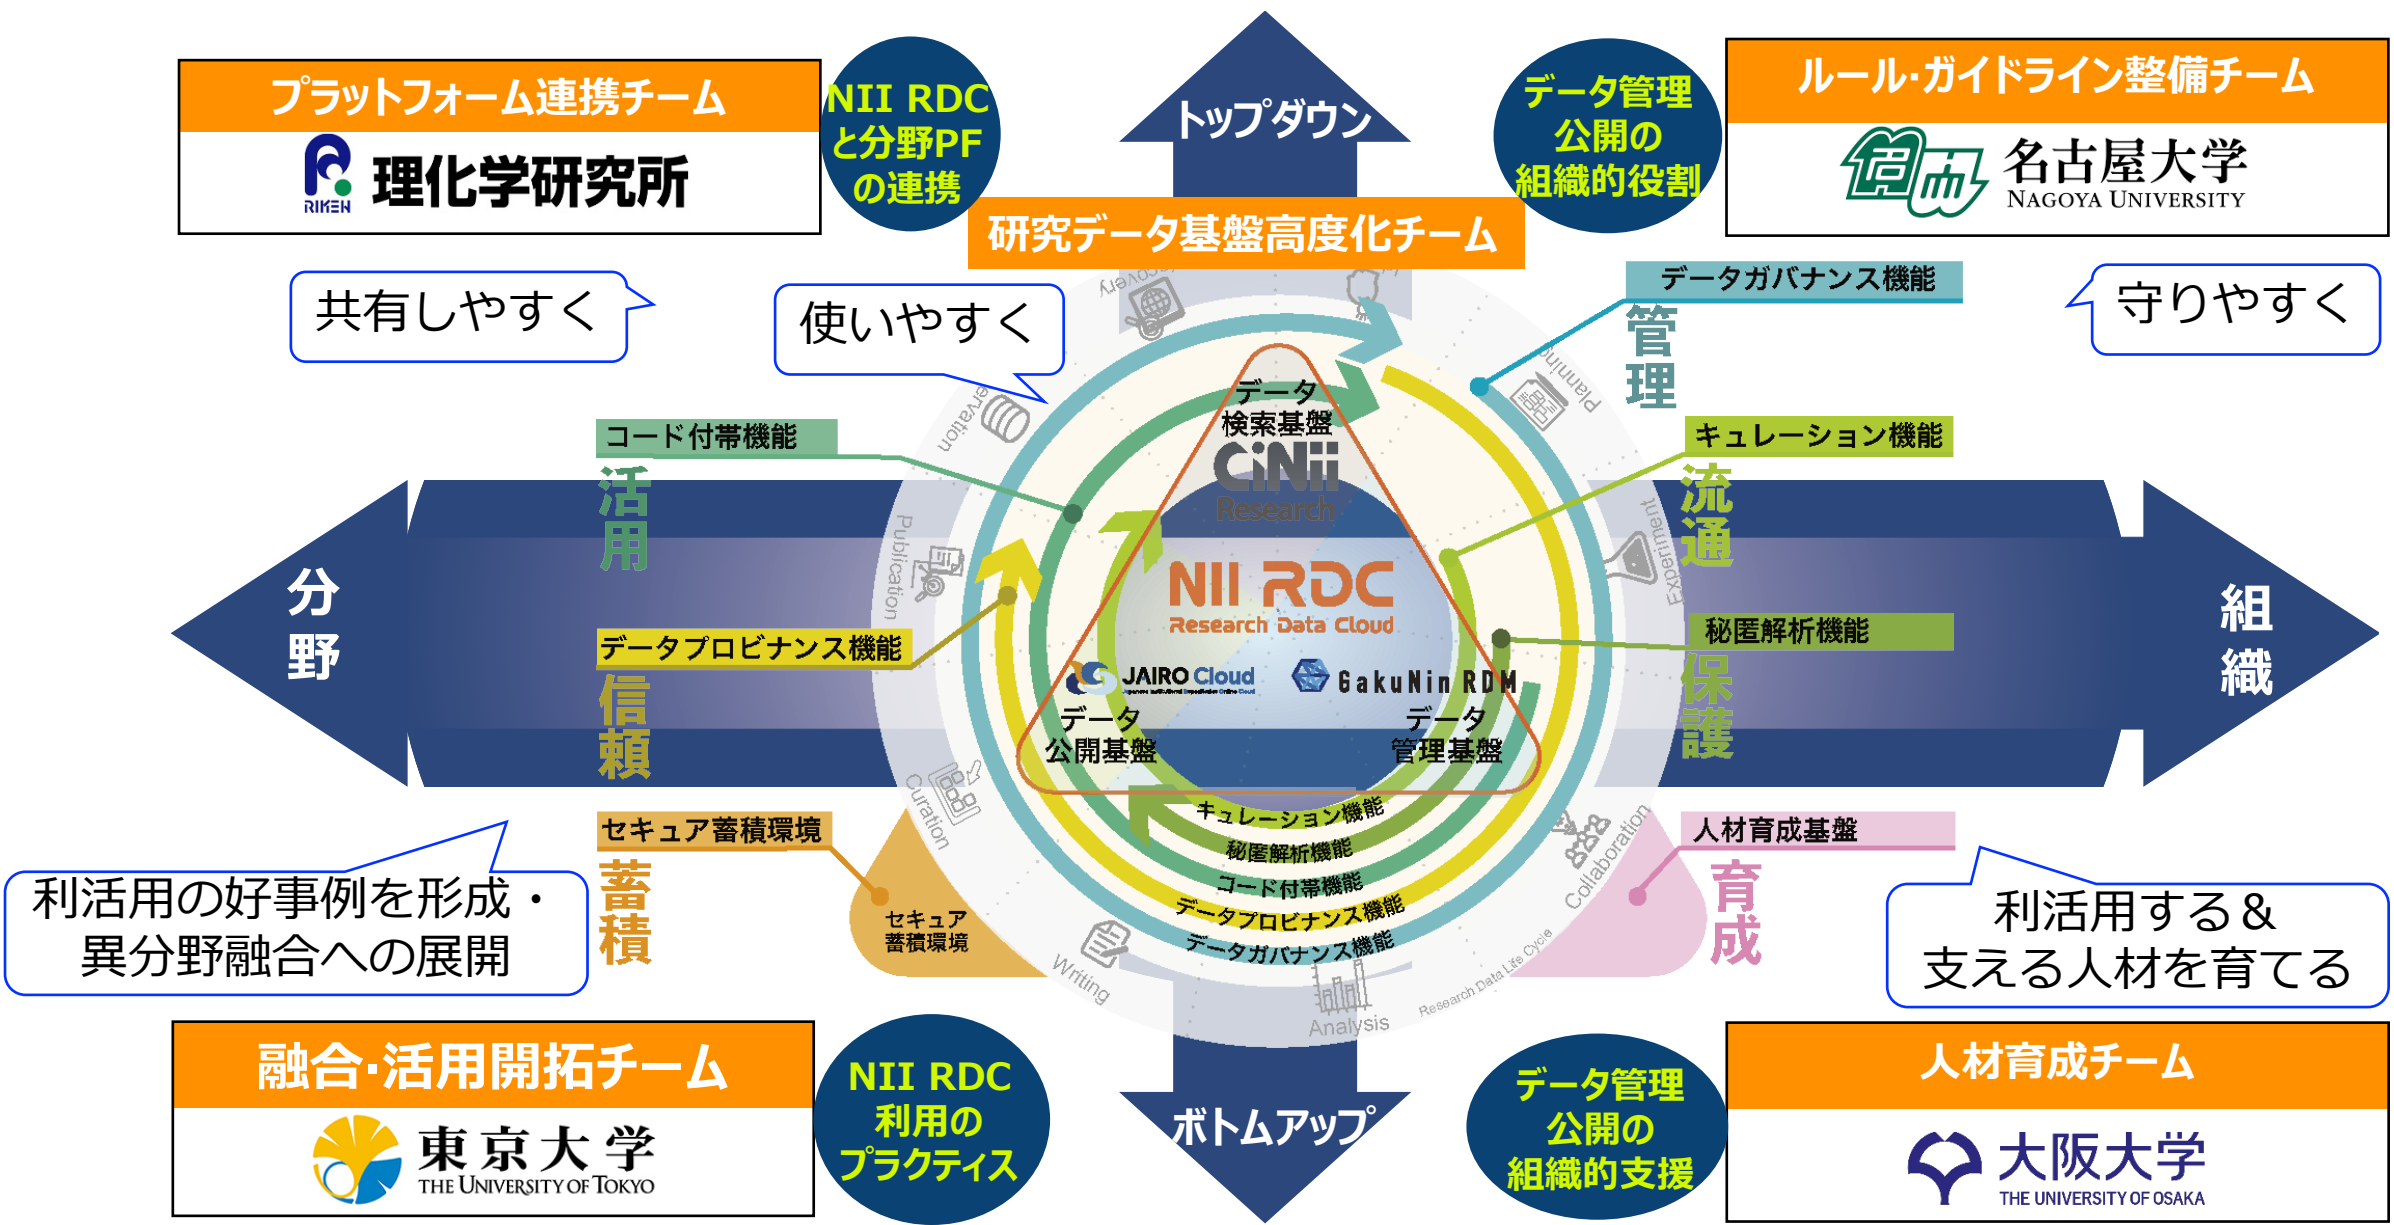 プラットフォーム連携チーム
RIKEN
理化学研究所
NII RDC
と分野PF
の連携
トップダウン
データ管理
公開の
組織的役割
ルール・ガイドライン整備チーム
名古屋大学
NAGOYA UNIVERSITY
研究データ基盤高度化チーム
共有しやすく
使いやすく
守りやすく
データガバナンス機能
管理
Planning
コード付帯機能
活用
キュレーション機能
流通
Experiment
Publication
データ
検索基盤
CiNii
Research
NII RDC
Research Data Cloud
JAIRO Cloud
GakuNin RDM
データ
公開基盤
データ
管理基盤
分野
組織
データプロビナンス機能
信頼
秘匿解析機能
保護
セキュア蓄積環境
蓄積
セキュア
蓄積環境
Curation
Writing
Analysis
Research Data Life Cycle
Collaboration
キュレーション機能
秘匿解析機能
コード付帯機能
データプロビナンス機能
データガバナンス機能
人材育成基盤
育成
利活用の好事例を形成・
異分野融合への展開
利活用する＆
支える人材を育てる
融合・活用開拓チーム
東京大学
THE UNIVERSITY OF TOKYO
NII RDC
利用の
プラクティス
ボトムアップ
データ管理
公開の
組織的支援
人材育成チーム
大阪大学
THE UNIVERSITY OF OSAKA